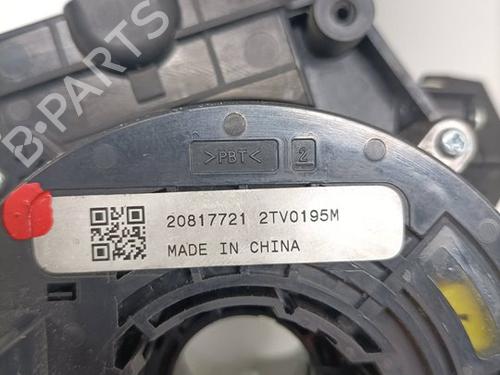 B-PARTS
>PBT<
2
20817721 2TV0195M
MADE IN CHINA